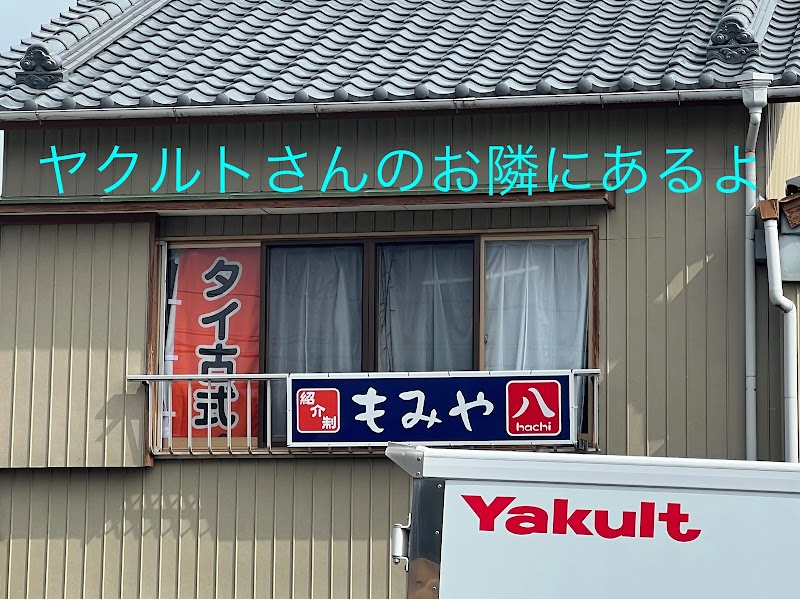 ヤクルトさんのお隣にあるよ
タイ古式
紹介制
もみや
八
hachi
Yakult